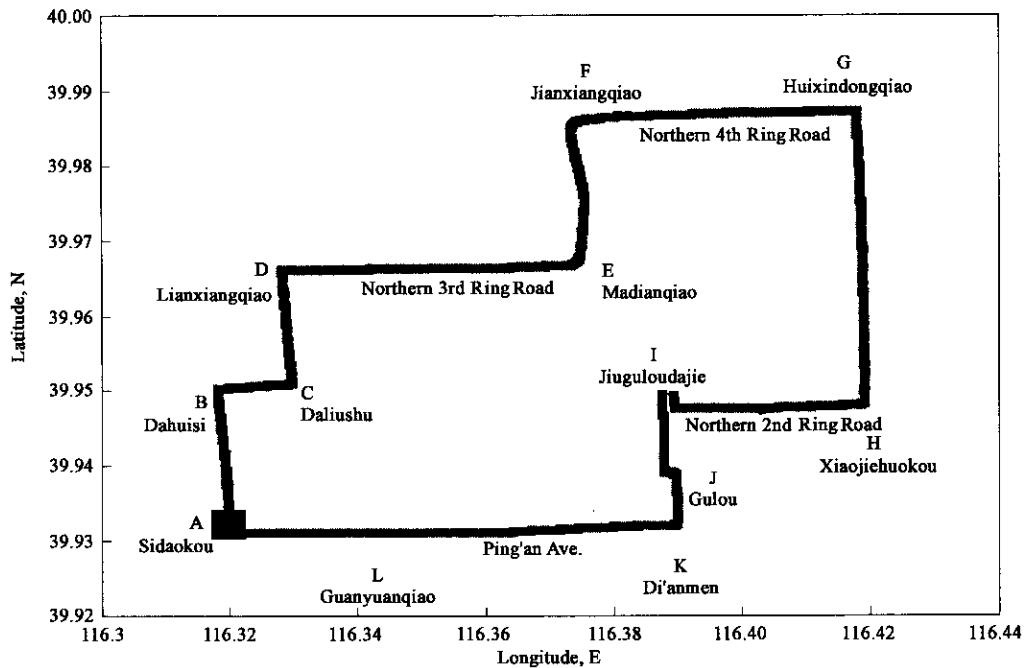 40.00
39.99
39.98
39.97
39.96
39.95
39.94
39.93
39.92
Latitude, N
116.3
116.32
116.34
116.36
116.38
116.40
116.42
116.44
Longitude, E
F
Jianxiangqiao
G
Huixindongqiao
Northern 4th Ring Road
D
Lianxiangqiao
Northern 3rd Ring Road
E
Madianqiao
I
Jiuguloudajie
B
Dahuisi
C
Daliushu
Northern 2nd Ring Road
H
Xiaojiehuokou
J
Gulou
A
Sidaokou
Ping'an Ave.
K
Di'anmen
L
Guanyuanqiao